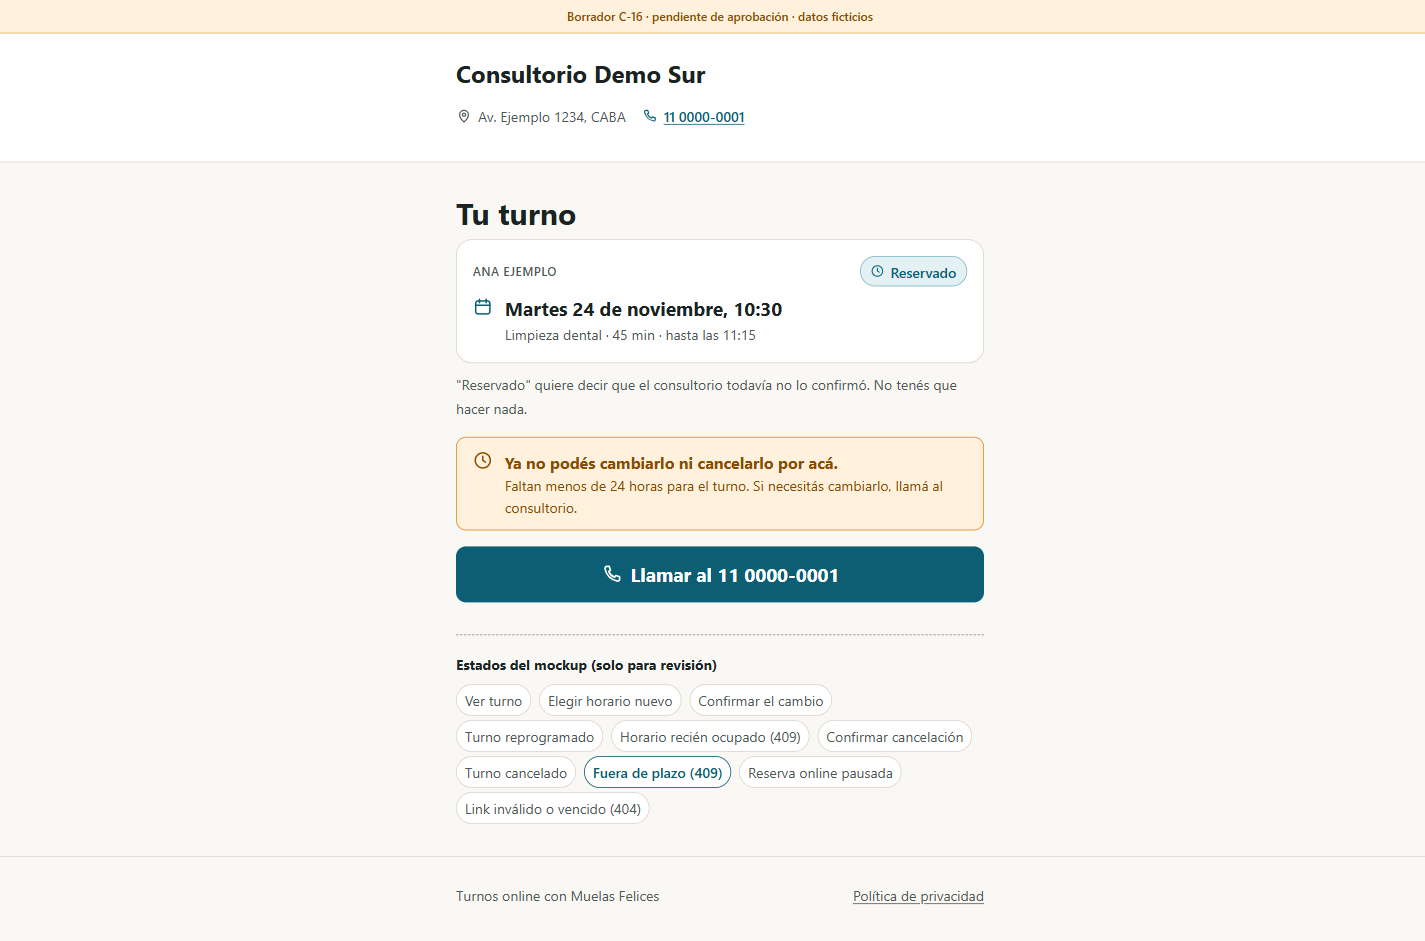 Borrador C-16 · pendiente de aprobación · datos ficticios
Consultorio Demo Sur
Av. Ejemplo 1234, CABA 11 0000-0001
Tu turno
ANA EJEMPLO
Reservado
Martes 24 de noviembre, 10:30
Limpieza dental · 45 min · hasta las 11:15
"Reservado" quiere decir que el consultorio todavía no lo confirmó. No tenés que
hacer nada.
Ya no podés cambiarlo ni cancelarlo por acá.
Faltan menos de 24 horas para el turno. Si necesitás cambiarlo, llamá al
consultorio.
Llamar al 11 0000-0001
Estados del mockup (solo para revisión)
Ver turno Elegir horario nuevo Confirmar el cambio
Turno reprogramado Horario recién ocupado (409) Confirmar cancelación
Turno cancelado Fuera de plazo (409) Reserva online pausada
Link inválido o vencido (404)
Turnos online con Muelas Felices Política de privacidad